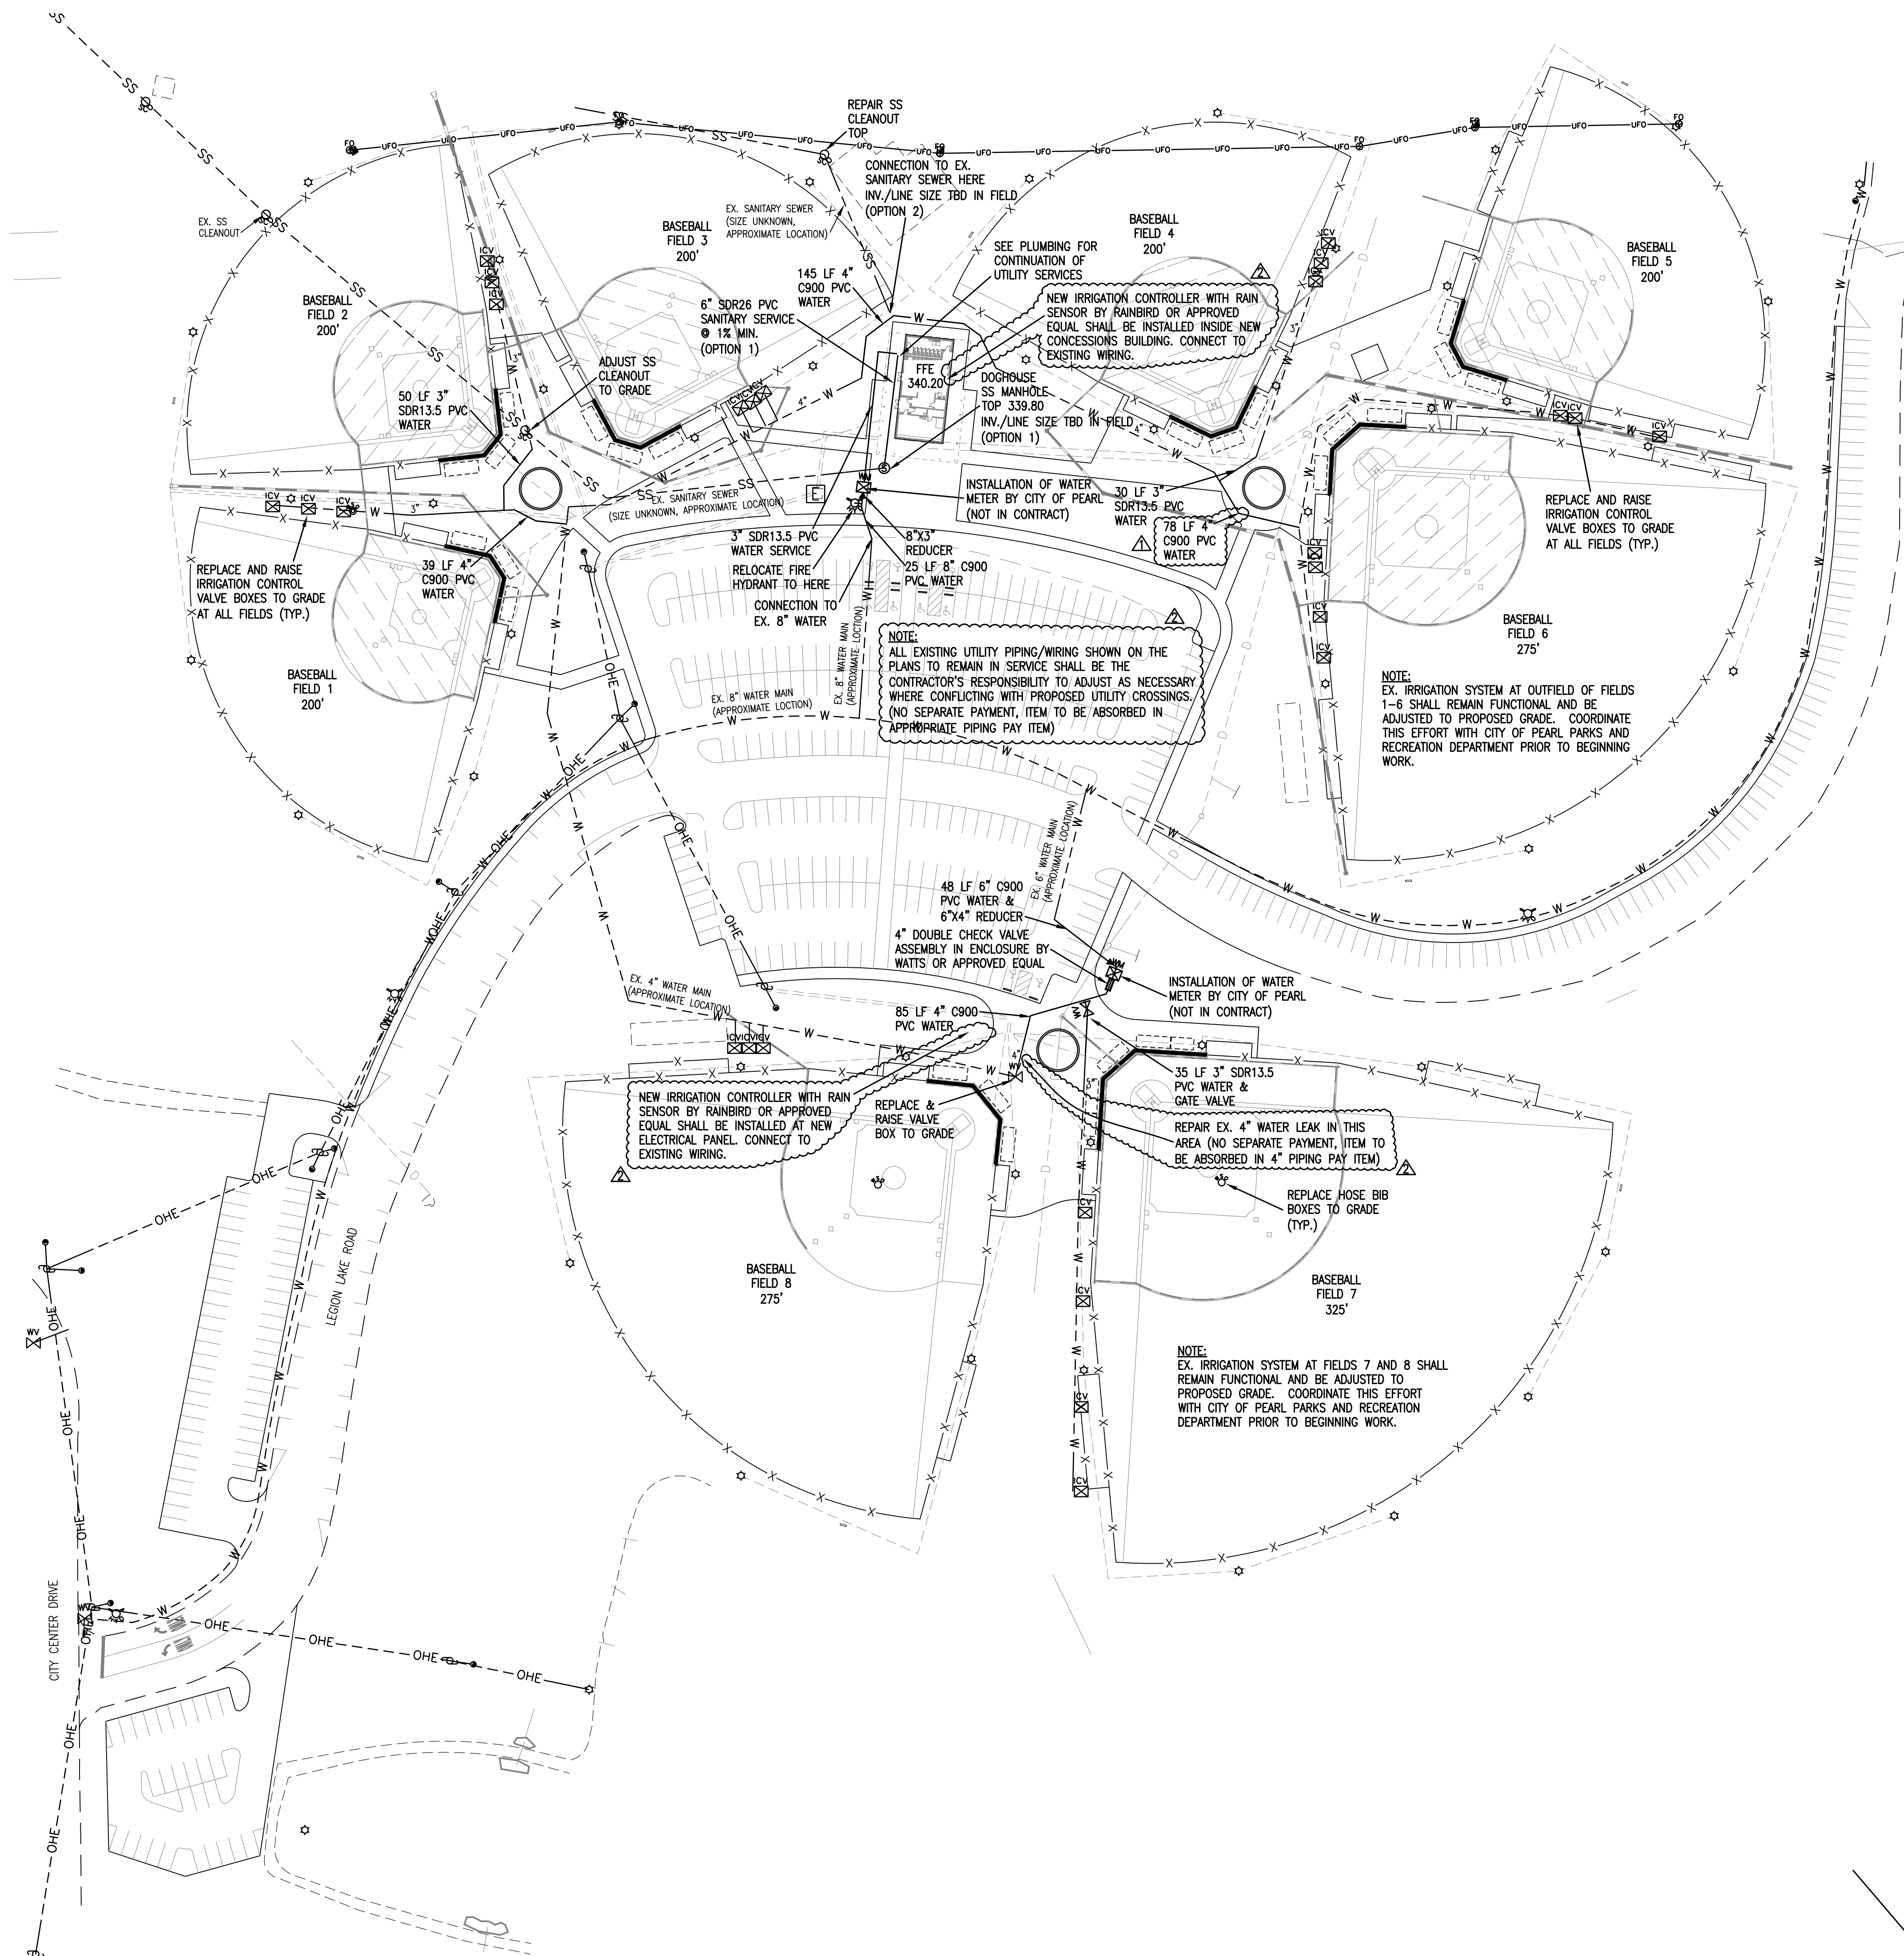 REPAIR SS
CLEANOUT
TOP
CONNECTION TO EX.
SANITARY SEWER HERE
INV./LINE SIZE TBD IN FIELD
(OPTION 2)
EX. SANITARY SEWER
(SIZE UNKNOWN,
APPROXIMATE LOCATION)
EX. SS
CLEANOUT
BASEBALL
FIELD 3
200'
BASEBALL
FIELD 4
200'
BASEBALL
FIELD 5
200'
BASEBALL
FIELD 2
200'
SEE PLUMBING FOR
CONTINUATION OF
UTILITY SERVICES
145 LF 4"
C900 PVC
WATER
6" SDR26 PVC
SANITARY SERVICE
@ 1% MIN.
(OPTION 1)
NEW IRRIGATION CONTROLLER WITH RAIN
SENSOR BY RAINBIRD OR APPROVED
EQUAL SHALL BE INSTALLED INSIDE NEW
CONCESSIONS BUILDING. CONNECT TO
EXISTING WIRING.
2
FFE
340.20
ADJUST SS
CLEANOUT
TO GRADE
50 LF 3"
SDR13.5 PVC
WATER
DOGHOUSE
SS MANHOLE
TOP 339.80
INV./LINE SIZE TBD IN FIELD
(OPTION 1)
INSTALLATION OF WATER
METER BY CITY OF PEARL
(NOT IN CONTRACT)
30 LF 3"
SDR13.5 PVC
WATER
78 LF 4"
C900 PVC
WATER
1
EX. SANITARY SEWER
(SIZE UNKNOWN, APPROXIMATE LOCATION)
E
REPLACE AND RAISE
IRRIGATION CONTROL
VALVE BOXES TO GRADE
AT ALL FIELDS (TYP.)
REPLACE AND RAISE
IRRIGATION CONTROL
VALVE BOXES TO GRADE
AT ALL FIELDS (TYP.)
39 LF 4"
C900 PVC
WATER
3" SDR13.5 PVC
WATER SERVICE
RELOCATE FIRE
HYDRANT TO HERE
CONNECTION TO
EX. 8" WATER
8"X3"
REDUCER
25 LF 8" C900
PVC WATER
BASEBALL
FIELD 1
200'
BASEBALL
FIELD 6
275'
EX. 8" WATER MAIN
(APPROXIMATE LOCTION)
EX. 8" WATER MAIN
(APPROXIMATE LOCTION)
2
NOTE:
ALL EXISTING UTILITY PIPING/WIRING SHOWN ON THE
PLANS TO REMAIN IN SERVICE SHALL BE THE
CONTRACTOR'S RESPONSIBILITY TO ADJUST AS NECESSARY
WHERE CONFLICTING WITH PROPOSED UTILITY CROSSINGS.
(NO SEPARATE PAYMENT, ITEM TO BE ABSORBED IN
APPROPRIATE PIPING PAY ITEM)
NOTE:
EX. IRRIGATION SYSTEM AT OUTFIELD OF FIELDS
1-6 SHALL REMAIN FUNCTIONAL AND BE
ADJUSTED TO PROPOSED GRADE. COORDINATE
THIS EFFORT WITH CITY OF PEARL PARKS AND
RECREATION DEPARTMENT PRIOR TO BEGINNING
WORK.
EX. 6" WATER MAIN
(APPROXIMATE LOCATION)
48 LF 6" C900
PVC WATER &
6"X4" REDUCER
4" DOUBLE CHECK VALVE
ASSEMBLY IN ENCLOSURE BY
WATTS OR APPROVED EQUAL
INSTALLATION OF WATER
METER BY CITY OF PEARL
(NOT IN CONTRACT)
EX. 4" WATER MAIN
(APPROXIMATE LOCATION)
85 LF 4" C900
PVC WATER
NEW IRRIGATION CONTROLLER WITH RAIN
SENSOR BY RAINBIRD OR APPROVED
EQUAL SHALL BE INSTALLED AT NEW
ELECTRICAL PANEL. CONNECT TO
EXISTING WIRING.
2
REPLACE &
RAISE VALVE
BOX TO GRADE
35 LF 3" SDR13.5
PVC WATER &
GATE VALVE
REPAIR EX. 4" WATER LEAK IN THIS
AREA (NO SEPARATE PAYMENT, ITEM TO
BE ABSORBED IN 4" PIPING PAY ITEM)
2
REPLACE HOSE BIB
BOXES TO GRADE
(TYP.)
BASEBALL
FIELD 8
275'
BASEBALL
FIELD 7
325'
NOTE:
EX. IRRIGATION SYSTEM AT FIELDS 7 AND 8 SHALL
REMAIN FUNCTIONAL AND BE ADJUSTED TO
PROPOSED GRADE. COORDINATE THIS EFFORT
WITH CITY OF PEARL PARKS AND RECREATION
DEPARTMENT PRIOR TO BEGINNING WORK.
LEGION LAKE ROAD
CITY CENTER DRIVE